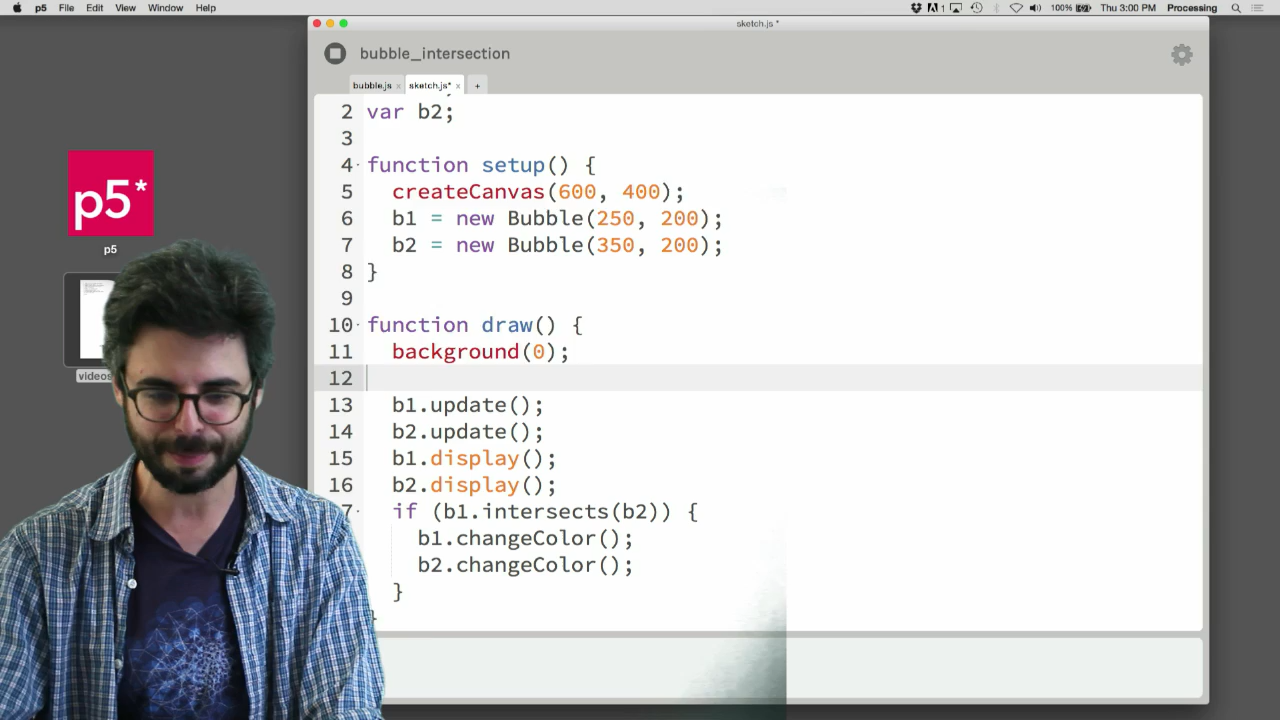 p5 File Edit View Window Help
1 100% Thu 3:00 PM Processing
sketch.js *
bubble_intersection
bubble.js x sketch.js* x +
2 var b2;
3
4 function setup() {
5 createCanvas(600, 400);
6 b1 = new Bubble(250, 200);
7 b2 = new Bubble(350, 200);
8 }
9
10 function draw() {
11 background(0);
12
13 b1.update();
14 b2.update();
15 b1.display();
16 b2.display();
7 if (b1.intersects(b2)) {
b1.changeColor();
b2.changeColor();
}
}
p5*
p5
videos